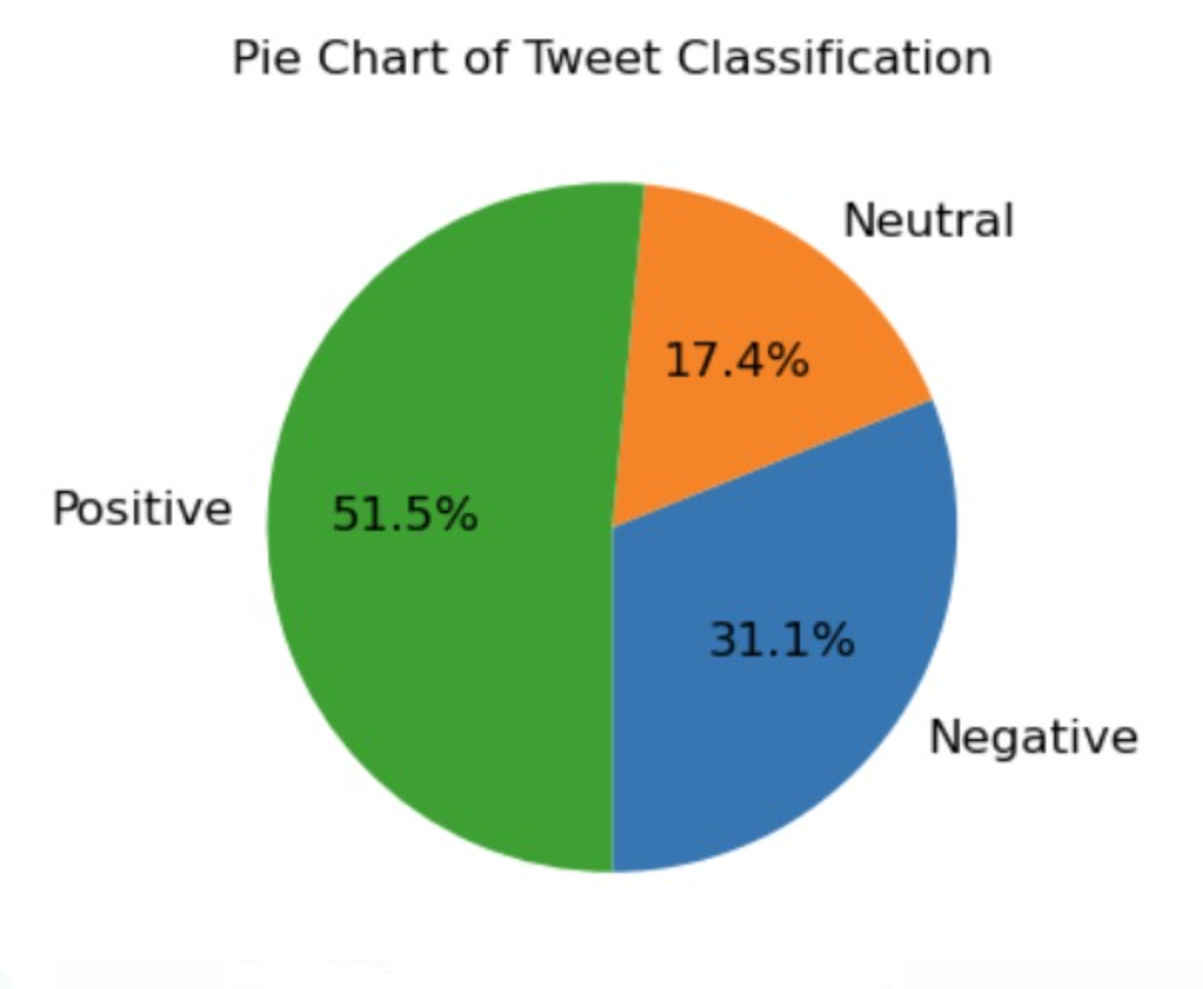 Pie Chart of Tweet Classification
Neutral
17.4%
Positive
51.5%
31.1%
Negative